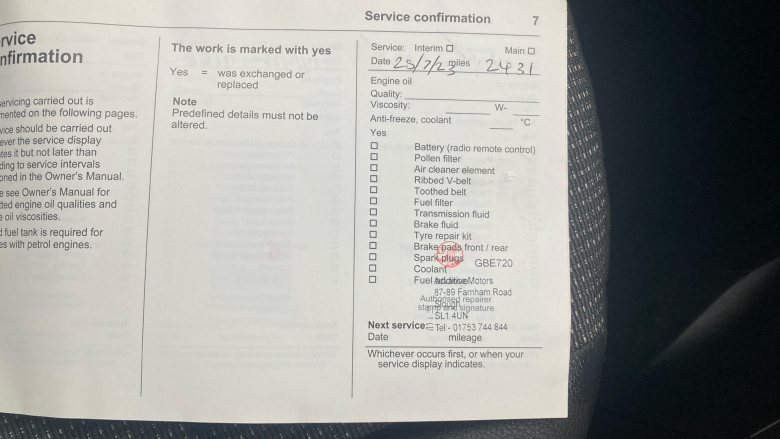 Service confirmation 7
rvice
nfirmation
ervicing carried out is
mented on the following pages.
vice should be carried out
ever the service display
ates it but not later than
ding to service intervals
oned in the Owner's Manual.
e see Owner's Manual for
tted engine oil qualities and
e oil viscosities.
d fuel tank is required for
es with petrol engines.
The work is marked with yes
Yes = was exchanged or
replaced
Note
Predefined details must not be
altered.
Service: Interim ☐ Main ☐
Date 25/7/23 miles 2431
Engine oil
Quality:
Viscosity: W-
Anti-freeze, coolant °C
Yes
☐ Battery (radio remote control)
☐ Pollen filter
☐ Air cleaner element
☐ Ribbed V-belt
☐ Toothed belt
☐ Fuel filter
☐ Transmission fluid
☐ Brake fluid
☐ Tyre repair kit
☐ Brake pads front / rear
☐ Spark plugs
GBE720
☐ Coolant
☐ Fuel Additive Motors
87-89 Farnham Road
Authorised repairer
stamp and signature
Slough
SL1 4UN
Next service: Tel:- 01753 744 844
Date mileage
Whichever occurs first, or when your
service display indicates.